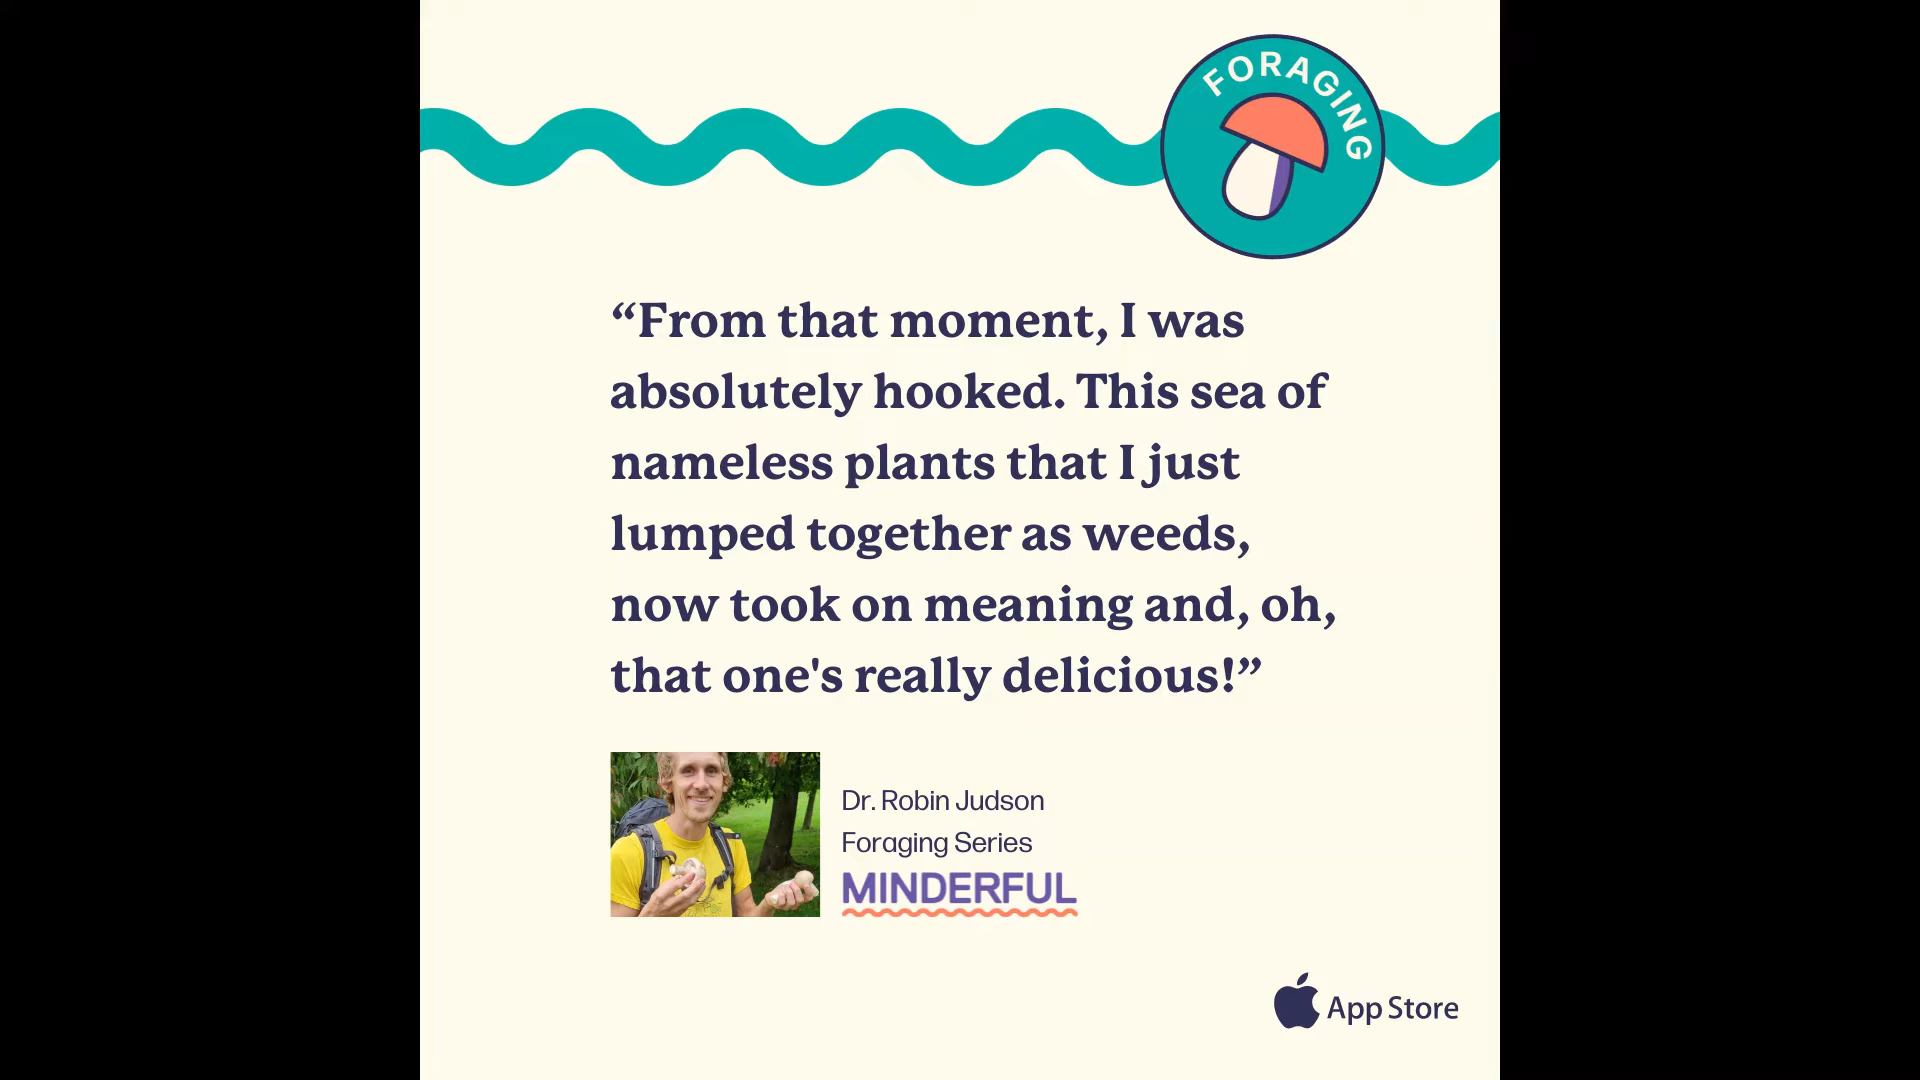 FORAGING
“From that moment, I was
absolutely hooked. This sea of
nameless plants that I just
lumped together as weeds,
now took on meaning and, oh,
that one's really delicious!”
Dr. Robin Judson
Foraging Series
MINDERFUL
App Store